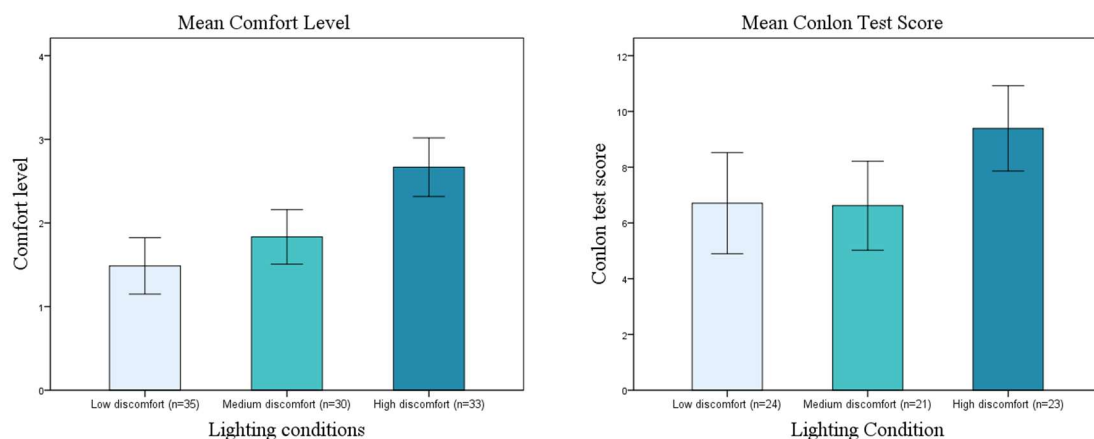 Mean Comfort Level
4
3
2
1
0
Comfort level
Low discomfort (n=35) Medium discomfort (n=30) High discomfort (n=33)
Lighting conditions
Mean Conlon Test Score
12
10
8
6
4
2
0
Conlon test score
Low discomfort (n=24) Medium discomfort (n=21) High discomfort (n=23)
Lighting Condition